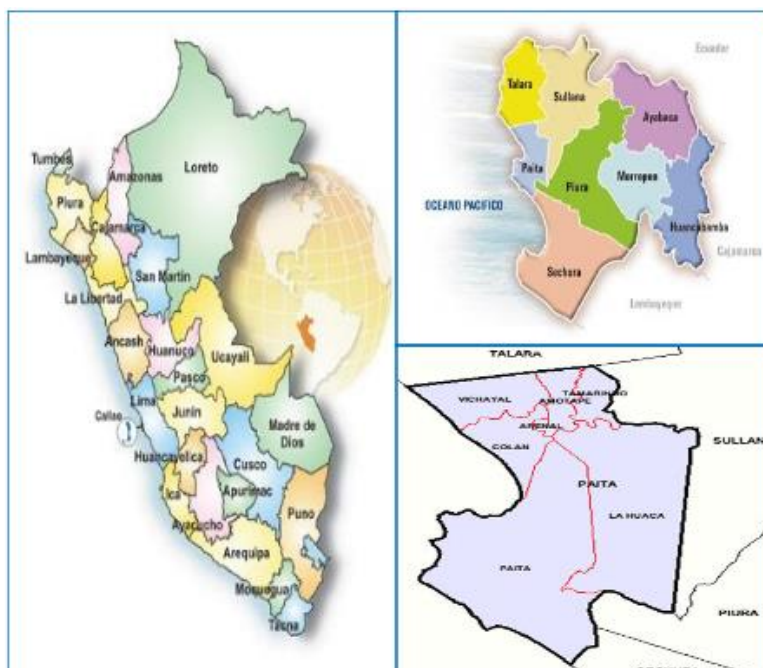 Tumbes
Loreto
Amazonas
Piura
Cajamarca
Lambayeque
San Martin
La Libertad
Ancash
Huanuco
Ucayali
Pasco
Lima
Junin
Callao
Madre de
Dios
Huancavelica
Cusco
Ica
Apurimac
Puno
Ayacucho
Arequipa
Moquegua
Tacna
Ecuador
Talara
Sullana
Ayabaca
Paita
Piura
Morropon
OCEANO PACIFICO
Huancabamba
Cajamarca
Sechura
Lambayeque
TALARA
VICHAYAL
TAMARINDO
AMOTAPE
ARENAL
COLAN
SULLAN
PAITA
LA HUACA
PAITA
PIURA